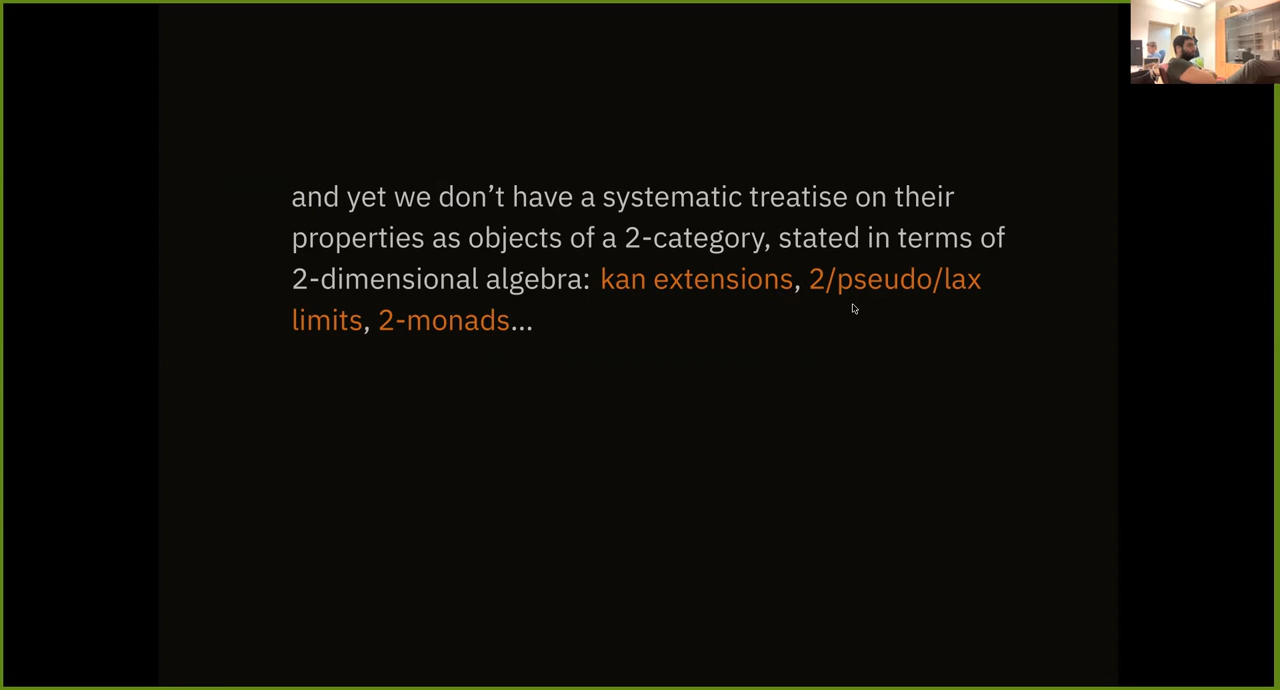 and yet we don’t have a systematic treatise on their
properties as objects of a 2-category, stated in terms of
2-dimensional algebra: kan extensions, 2/pseudo/lax
limits, 2-monads...